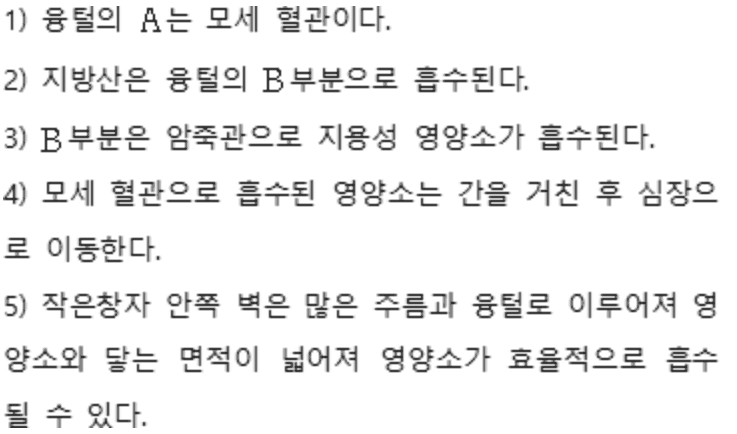 1) 융털의 A는 모세 혈관이다.
2) 지방산은 융털의 B부분으로 흡수된다.
3) B부분은 암죽관으로 지용성 영양소가 흡수된다.
4) 모세 혈관으로 흡수된 영양소는 간을 거친 후 심장으
로 이동한다.
5) 작은창자 안쪽 벽은 많은 주름과 융털로 이루어져 영
양소와 닿는 면적이 넓어져 영양소가 효율적으로 흡수
될 수 있다.